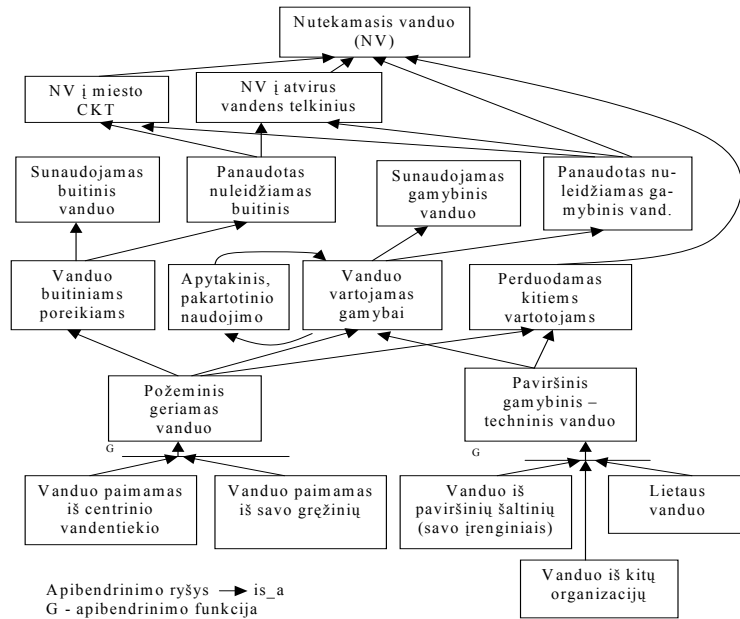 Nutekamasis vanduo
(NV)
NV į miesto
CKT
NV į atvirus
vandens telkinius
Sunaudojamas
buitinis
vanduo
Panaudotas
nuleidžiamas
buitinis
Sunaudojamas
gamybinis
vanduo
Panaudotas nu-
leidžiamas ga-
mybinis vand.
Vanduo
buitiniams
poreikiams
Apytakinis,
pakartotinio
naudojimo
Vanduo
vartojamas
gamybai
Perduodamas
kitiems
vartotojams
Požeminis
geriamas
vanduo
Paviršinis
gamybinis –
techninis vanduo
G
G
Vanduo paimamas
iš centrinio
vandentiekio
Vanduo paimamas
iš savo gręžinių
Vanduo iš
paviršinių šaltinių
(savo įrenginiais)
Lietaus
vanduo
Vanduo iš kitų
organizacijų
Apibendrinimo ryšys is_a
G - apibendrinimo funkcija